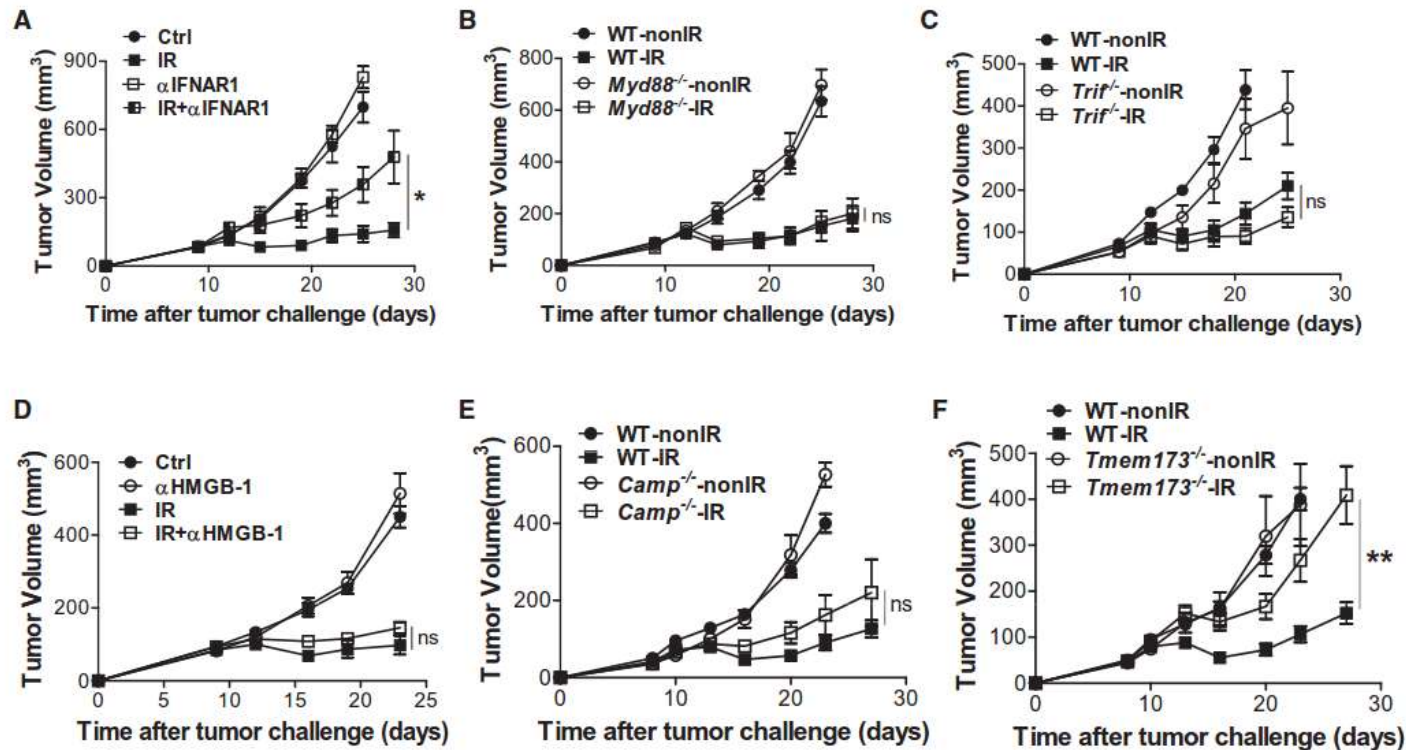 A
Ctrl
IR
αIFNAR1
IR+αIFNAR1
Tumor Volume (mm³)
900
600
300
0
*
0 10 20 30
Time after tumor challenge (days)
B
WT-nonIR
WT-IR
Myd88-/--nonIR
Myd88-/--IR
Tumor Volume (mm³)
800
600
400
200
0
ns
0 10 20 30
Time after tumor challenge (days)
C
WT-nonIR
WT-IR
Trif-/--nonIR
Trif-/--IR
Tumor Volume (mm³)
500
400
300
200
100
0
ns
0 10 20 30
Time after tumor challenge (days)
D
Ctrl
αHMGB-1
IR
IR+αHMGB-1
Tumor Volume (mm³)
600
400
200
0
ns
0 5 10 15 20 25
Time after tumor challenge (days)
E
WT-nonIR
WT-IR
Camp-/--nonIR
Camp-/--IR
Tumor Volume(mm³)
600
400
200
0
ns
0 10 20 30
Time after tumor challenge (days)
F
WT-nonIR
WT-IR
Tmem173-/--nonIR
Tmem173-/--IR
Tumor Volume (mm³)
500
400
300
200
100
0
**
0 10 20 30
Time after tumor challenge (days)